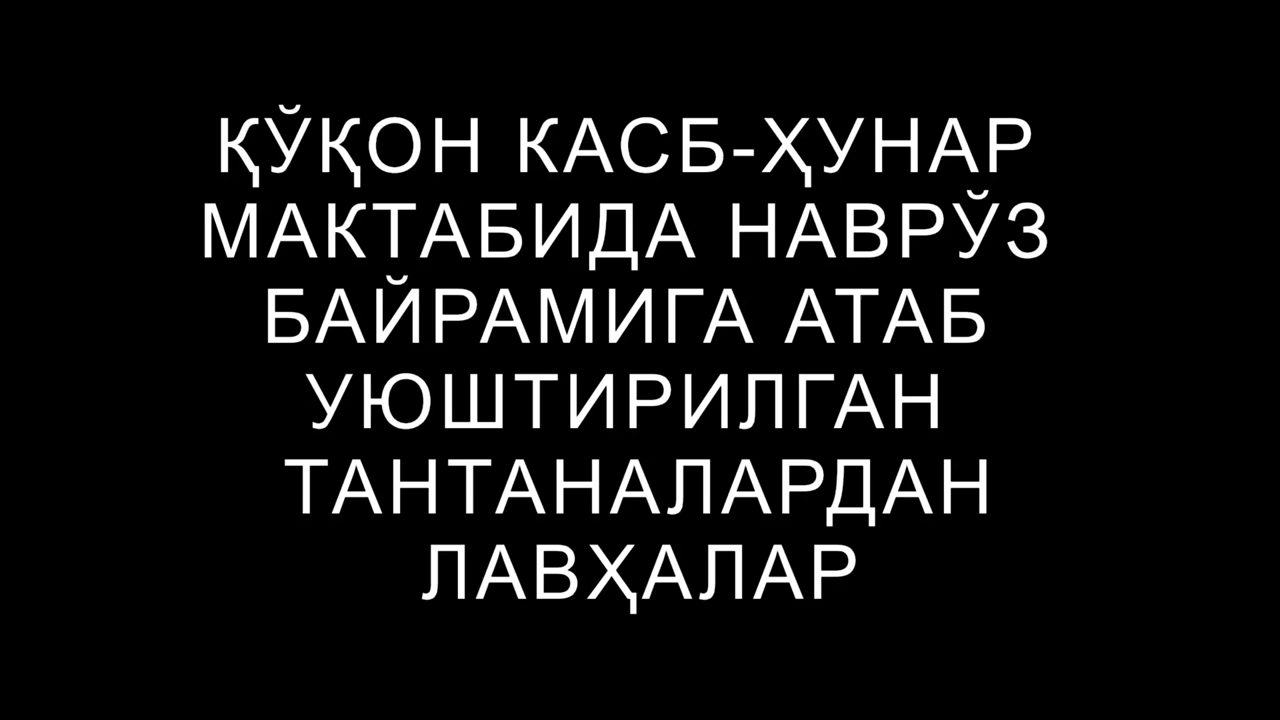 ҚЎҚОН КАСБ-ҲУНАР
МАКТАБИДА НАВРЎЗ
БАЙРАМИГА АТАБ
УЮШТИРИЛГАН
ТАНТАНАЛАРДАН
ЛАВҲАЛАР